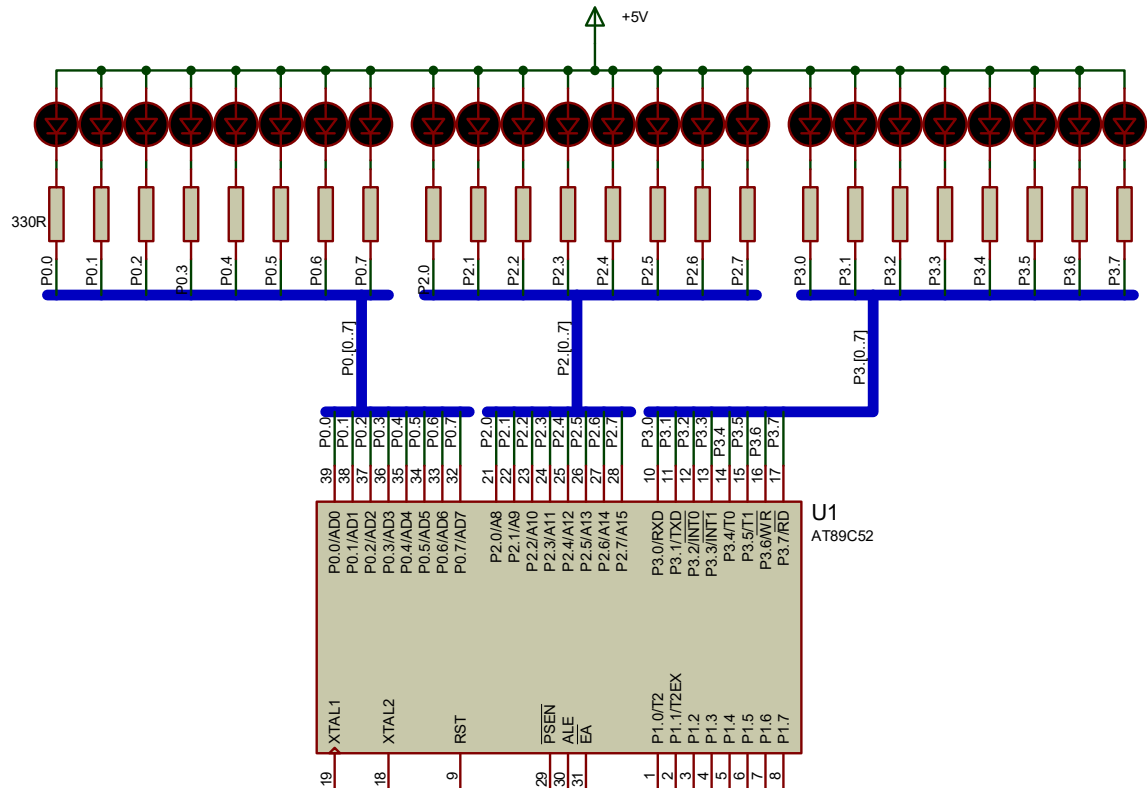 +5V
330R
P0.0 P0.1 P0.2 P0.3 P0.4 P0.5 P0.6 P0.7 P2.0 P2.1 P2.2 P2.3 P2.4 P2.5 P2.6 P2.7 P3.0 P3.1 P3.2 P3.3 P3.4 P3.5 P3.6 P3.7
P0.[0..7] P2.[0..7] P3.[0..7]
P0.0 P0.1 P0.2 P0.3 P0.4 P0.5 P0.6 P0.7 P2.0 P2.1 P2.2 P2.3 P2.4 P2.5 P2.6 P2.7 P3.0 P3.1 P3.2 P3.3 P3.4 P3.5 P3.6 P3.7
39 38 37 36 35 34 33 32 21 22 23 24 25 26 27 28 10 11 12 13 14 15 16 17
U1
AT89C52
P0.0/AD0 P0.1/AD1 P0.2/AD2 P0.3/AD3 P0.4/AD4 P0.5/AD5 P0.6/AD6 P0.7/AD7 P2.0/A8 P2.1/A9 P2.2/A10 P2.3/A11 P2.4/A12 P2.5/A13 P2.6/A14 P2.7/A15 P3.0/RXD P3.1/TXD P3.2/INT0 P3.3/INT1 P3.4/T0 P3.5/T1 P3.6/WR P3.7/RD
XTAL1 XTAL2 RST PSEN ALE EA P1.0/T2 P1.1/T2EX P1.2 P1.3 P1.4 P1.5 P1.6 P1.7
19 18 9 29 30 31 1 2 3 4 5 6 7 8